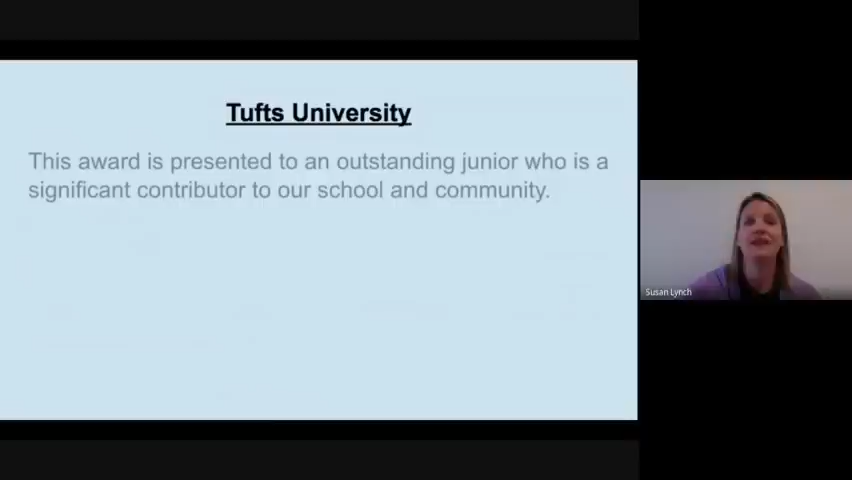 Tufts University
This award is presented to an outstanding junior who is a
significant contributor to our school and community.
Susan Lynch